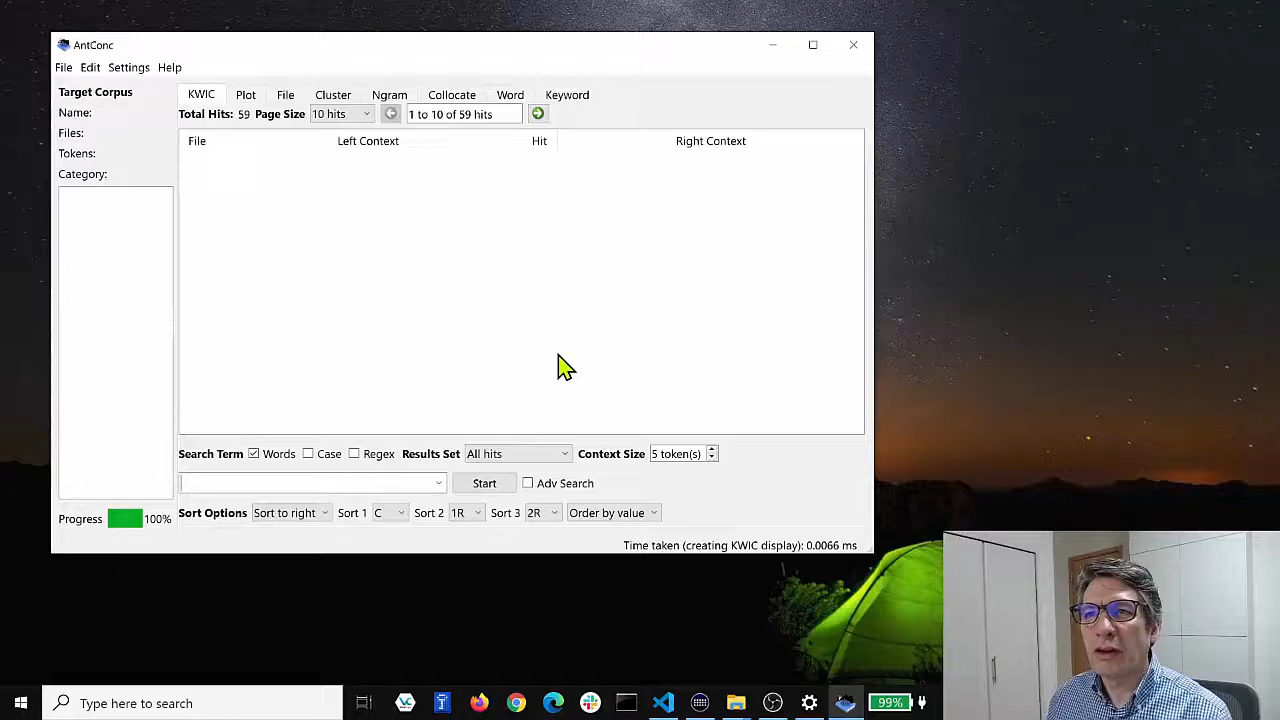 AntConc
File Edit Settings Help
Target Corpus
Name:
Files:
Tokens:
Category:
KWIC Plot File Cluster Ngram Collocate Word Keyword
Total Hits: 59 Page Size 10 hits 1 to 10 of 59 hits
File Left Context Hit Right Context
Search Term Words Case Regex Results Set All hits Context Size 5 token(s)
Start Adv Search
Progress 100%
Sort Options Sort to right Sort 1 C Sort 2 1R Sort 3 2R Order by value
Time taken (creating KWIC display): 0.0066 ms
Type here to search
99%